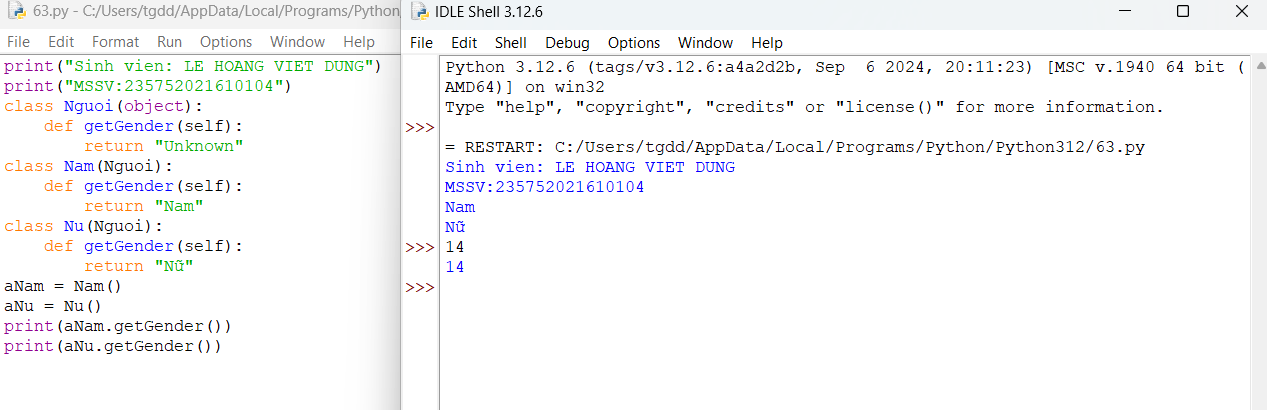 63.py - C:/Users/tgdd/AppData/Local/Programs/Python
File Edit Format Run Options Window Help
print("Sinh vien: LE HOANG VIET DUNG")
print("MSSV:235752021610104")
class Nguoi(object):
    def getGender(self):
        return "Unknown"
class Nam(Nguoi):
    def getGender(self):
        return "Nam"
class Nu(Nguoi):
    def getGender(self):
        return "Nữ"
aNam = Nam()
aNu = Nu()
print(aNam.getGender())
print(aNu.getGender())
IDLE Shell 3.12.6
File Edit Shell Debug Options Window Help
Python 3.12.6 (tags/v3.12.6:a4a2d2b, Sep  6 2024, 20:11:23) [MSC v.1940 64 bit (
AMD64)] on win32
Type "help", "copyright", "credits" or "license()" for more information.
>>>
= RESTART: C:/Users/tgdd/AppData/Local/Programs/Python/Python312/63.py
Sinh vien: LE HOANG VIET DUNG
MSSV:235752021610104
Nam
Nữ
>>> 14
14
>>>